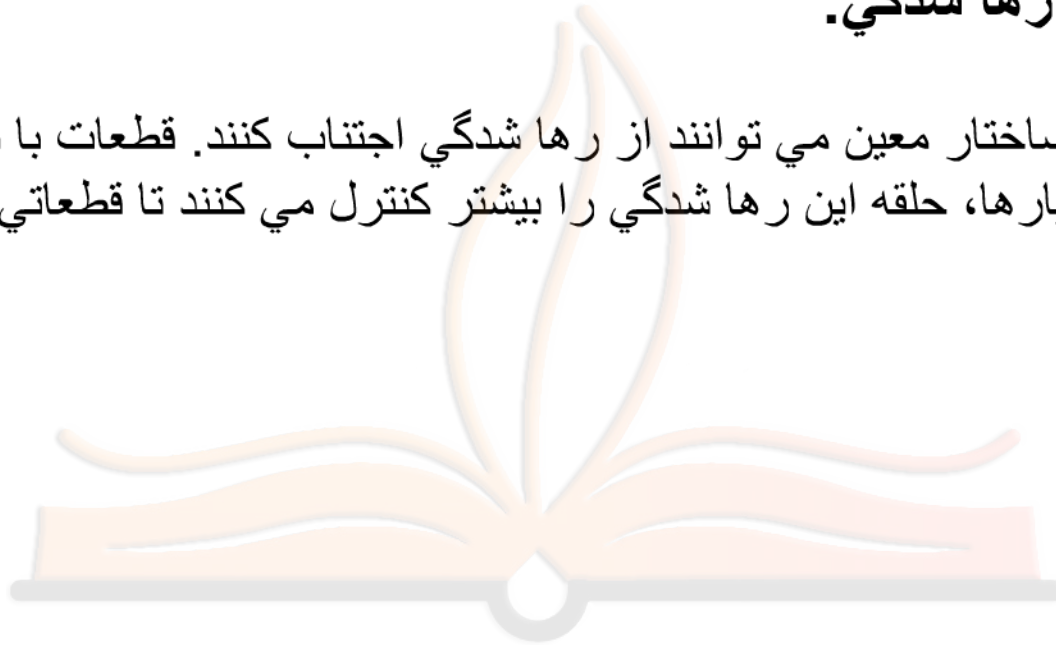 رها شدگي.
ساختار معين مي توانند از رها شدگي اجتناب كنند. قطعات با
حلقه اين رها شدگي را بيشتر كنترل مي كنند تا قطعاتي